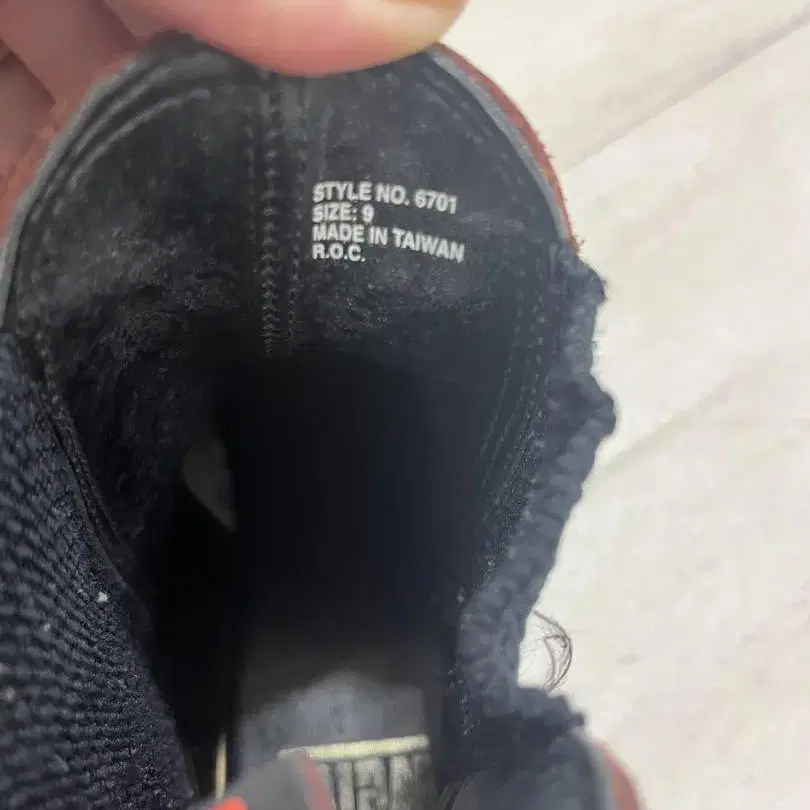 STYLE NO. 6701
SIZE: 9
MADE IN TAIWAN
R.O.C.